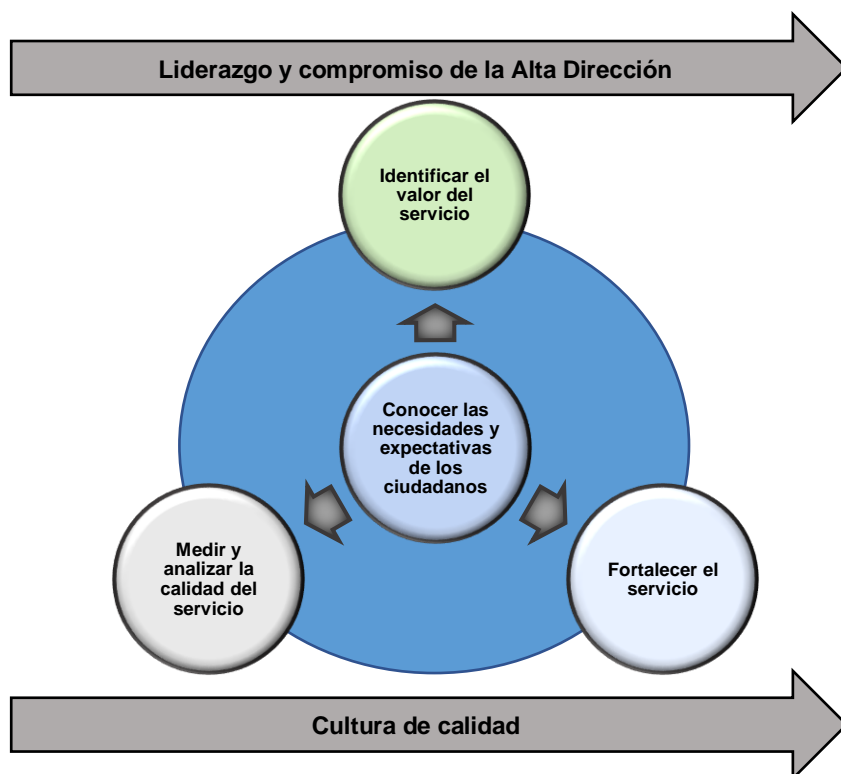 Liderazgo y compromiso de la Alta Dirección
Identificar el
valor del
servicio
Conocer las
necesidades y
expectativas
de los
ciudadanos
Medir y
analizar la
calidad del
servicio
Fortalecer el
servicio
Cultura de calidad